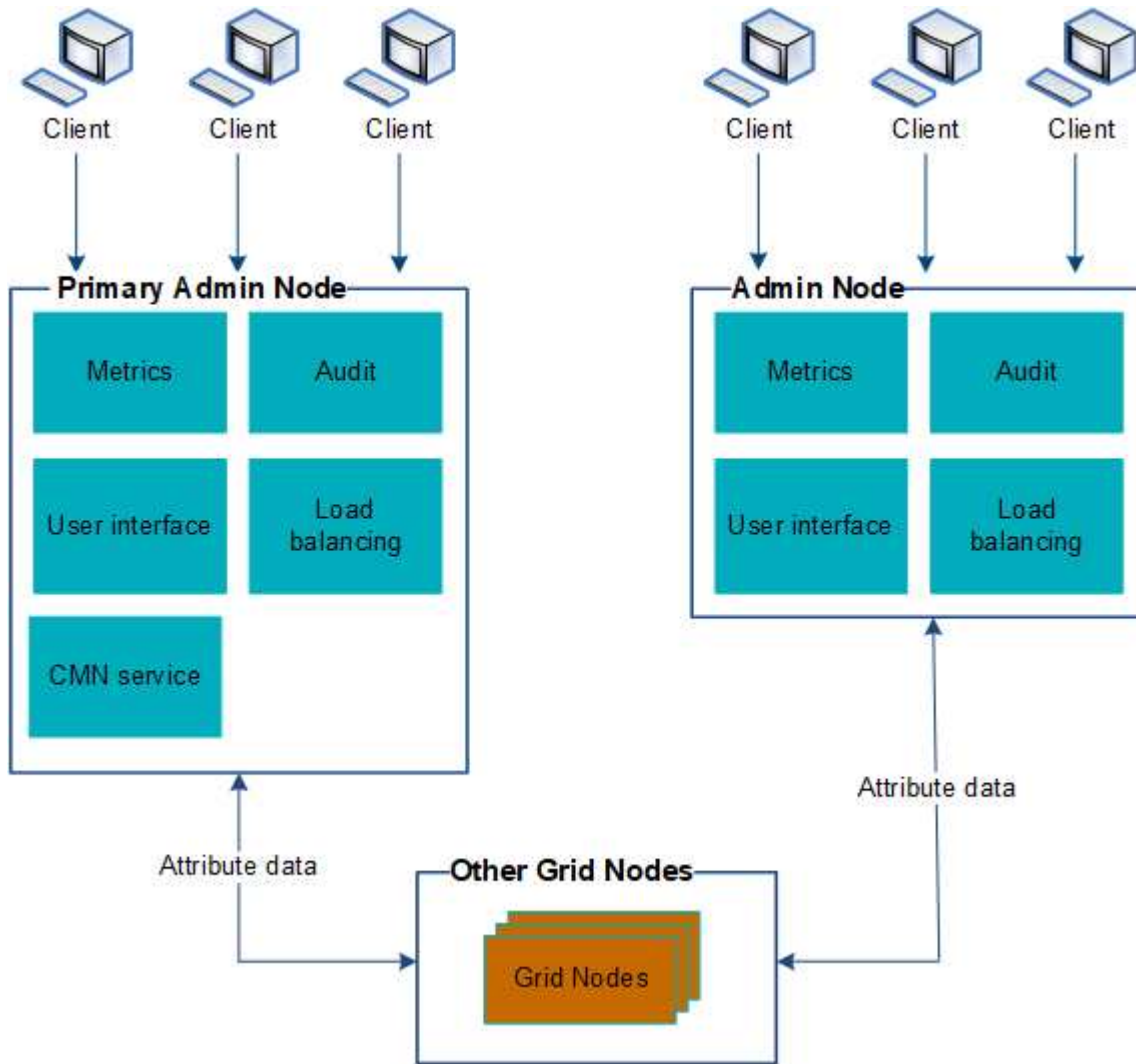 Client
Client
Client
Client
Client
Client
Primary Admin Node
Metrics
Audit
User interface
Load
balancing
CMN service
Admin Node
Metrics
Audit
User interface
Load
balancing
Attribute data
Attribute data
Other Grid Nodes
Grid Nodes